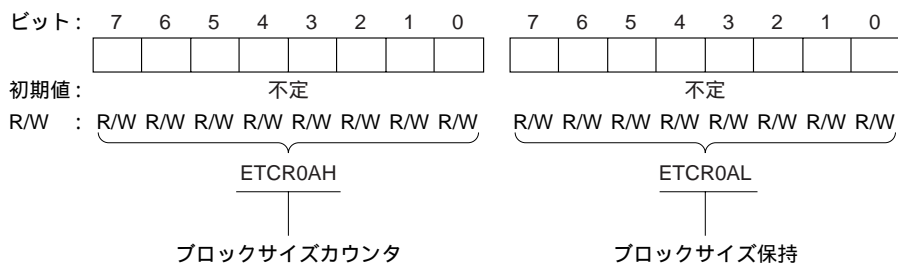 ビット: 7 6 5 4 3 2 1 0 7 6 5 4 3 2 1 0
初期値: 不定 不定
R/W : R/W R/W R/W R/W R/W R/W R/W R/W R/W R/W R/W R/W R/W R/W R/W R/W
ETCR0AH ETCR0AL
ブロックサイズカウンタ ブロックサイズ保持